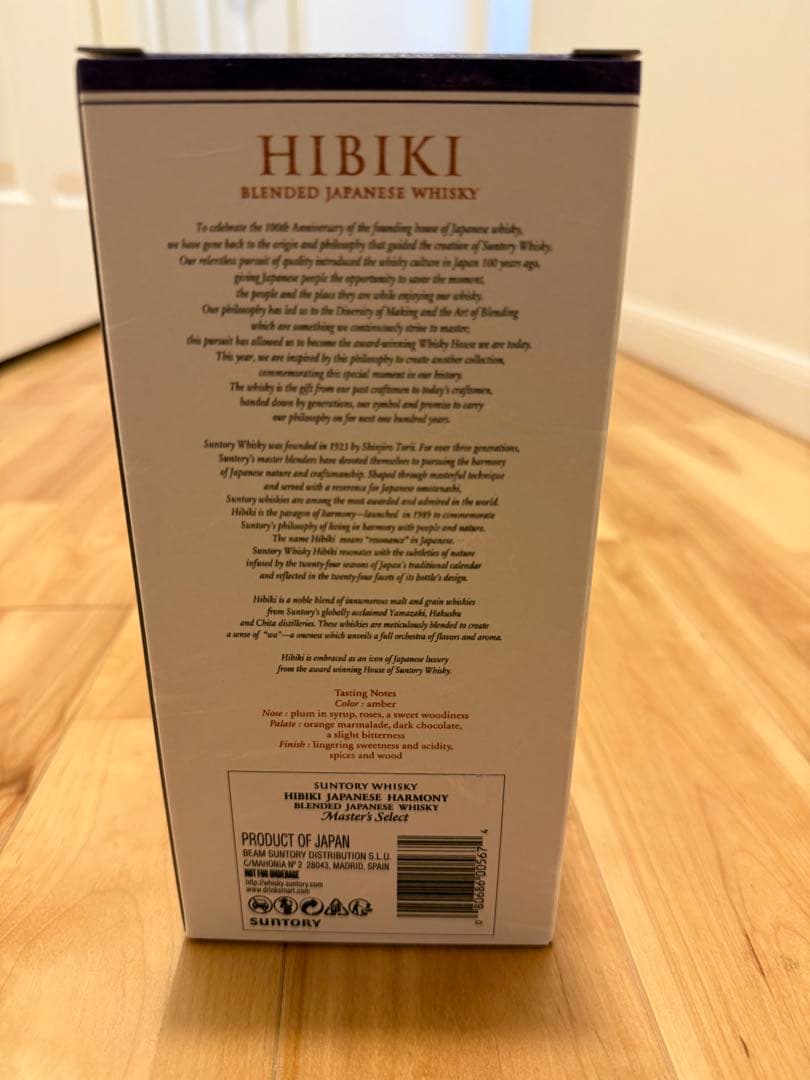 HIBIKI
BLENDED JAPANESE WHISKY
To celebrate the 100th Anniversary of the founding house of Japanese whisky,
we have gone back to the origin and philosophy that guided the creation of Suntory Whisky.
Our relentless pursuit of quality introduced the whisky culture in Japan 100 years ago,
giving Japanese people the opportunity to savor the moment,
the people and the place they are while enjoying our whisky.
Our philosophy has led us to the Diversity of Making and the Art of Blending
which are something we continuously strive to master;
this pursuit has allowed us to become the award-winning Whisky House we are today.
This year, we are inspired by this philosophy to create another collection,
commemorating this special moment in our history.
The whisky is the gift from our past craftsmen to today's craftsmen,
handed down by generations, our symbol and promise to carry
our philosophy on for next one hundred years.
Suntory Whisky was founded in 1923 by Shinjiro Torii. For over three generations,
Suntory's master blenders have devoted themselves to pursuing the harmony
of Japanese nature and craftsmanship. Shaped through masterful technique
and served with a reverence for Japanese omotenashi,
Suntory whiskies are among the most awarded and admired in the world.
Hibiki is the paragon of harmony—launched in 1989 to commemorate
Suntory's philosophy of living in harmony with people and nature.
The name Hibiki means "resonance" in Japanese.
Suntory Whisky Hibiki resonates with the subtleties of nature
infused by the twenty-four seasons of Japan's traditional calendar
and reflected in the twenty-four facets of its bottle's design.
Hibiki is a noble blend of innumerous malt and grain whiskies
from Suntory's globally acclaimed Yamazaki, Hakushu
and Chita distilleries. These whiskies are meticulously blended to create
a sense of "wa"—a oneness which unveils a full orchestra of flavors and aroma.
Hibiki is embraced as an icon of Japanese luxury
from the award winning House of Suntory Whisky.
Tasting Notes
Color : amber
Nose : plum in syrup, roses, a sweet woodiness
Palate : orange marmalade, dark chocolate,
a slight bitterness
Finish : lingering sweetness and acidity,
spices and wood
SUNTORY WHISKY
HIBIKI JAPANESE HARMONY
BLENDED JAPANESE WHISKY
Master's Select
PRODUCT OF JAPAN
BEAM SUNTORY DISTRIBUTION S.L.U.
C/MAHONIA Nº 2 28043, MADRID, SPAIN
NOT FOR UNDERAGE
http://whisky.suntory.com
www.drinksmart.com
SUNTORY
0 80686 00567 4